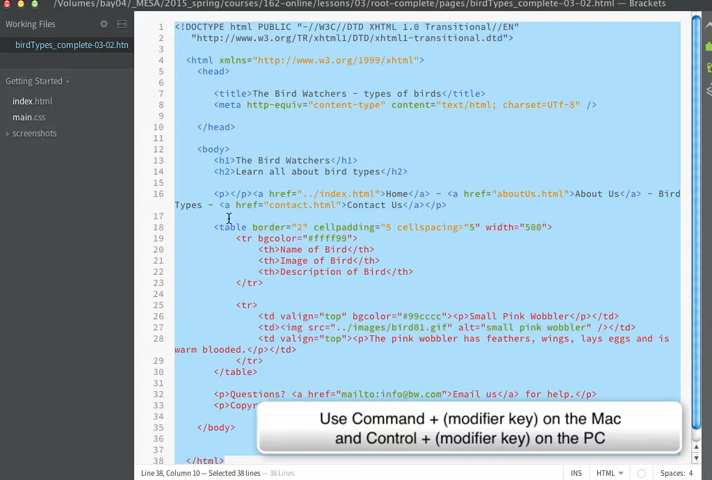 /Volumes/bay04/_MESA/2015_spring/courses/162-online/lessons/03/root-complete/pages/birdTypes_complete-03-02.html — Brackets
Working Files
birdTypes_complete-03-02.htn
Getting Started
index.html
main.css
screenshots
1 <!DOCTYPE html PUBLIC "-//W3C//DTD XHTML 1.0 Transitional//EN"
2 "http://www.w3.org/TR/xhtml1/DTD/xhtml1-transitional.dtd">
3
4 <html xmlns="http://www.w3.org/1999/xhtml">
5 <head>
6
7 <title>The Bird Watchers - types of birds</title>
8 <meta http-equiv="content-type" content="text/html; charset=UTf-8" />
9
10 </head>
11
12 <body>
13 <h1>The Bird Watchers</h1>
14 <h2>Learn all about bird types</h2>
15
16 <p></p><a href="../index.html">Home</a> - <a href="aboutUs.html">About Us</a> - Bird
Types - <a href="contact.html">Contact Us</a></p>
17
18 <table border="2" cellpadding="5 cellspacing="5" width="500">
19 <tr bgcolor="#ffff99">
20 <th>Name of Bird</th>
21 <th>Image of Bird</th>
22 <th>Description of Bird</th>
23 </tr>
24
25 <tr>
26 <td valign="top" bgcolor="#99cccc"><p>Small Pink Wobbler</p></td>
27 <td><img src="../images/bird01.gif" alt="small pink wobbler" /></td>
28 <td valign="top"><p>The pink wobbler has feathers, wings, lays eggs and is
warm blooded.</p></td>
29 </tr>
30 </table>
31
32 <p>Questions? <a href="mailto:info@bw.com">Email us</a> for help.</p>
33 <p>Copyr
34
35 </body>
36
37
38 </html>
Use Command + (modifier key) on the Mac
and Control + (modifier key) on the PC
Line 38, Column 10 — Selected 38 lines — 38 Lines
INS HTML Spaces: 4